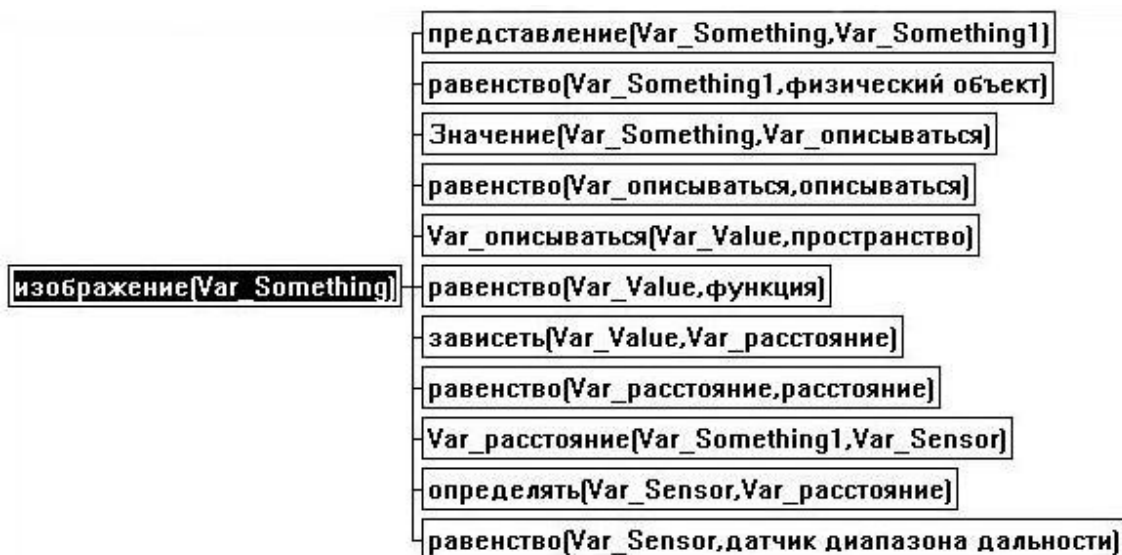 представление(Var_Something,Var_Something1)
равенство(Var_Something1,физический объект)
Значение(Var_Something,Var_описываться)
равенство(Var_описываться,описываться)
Var_описываться(Var_Value,пространство)
изображение(Var_Something)
равенство(Var_Value,функция)
зависеть(Var_Value,Var_расстояние)
равенство(Var_расстояние,расстояние)
Var_расстояние(Var_Something1,Var_Sensor)
определять(Var_Sensor,Var_расстояние)
равенство(Var_Sensor,датчик диапазона дальности)